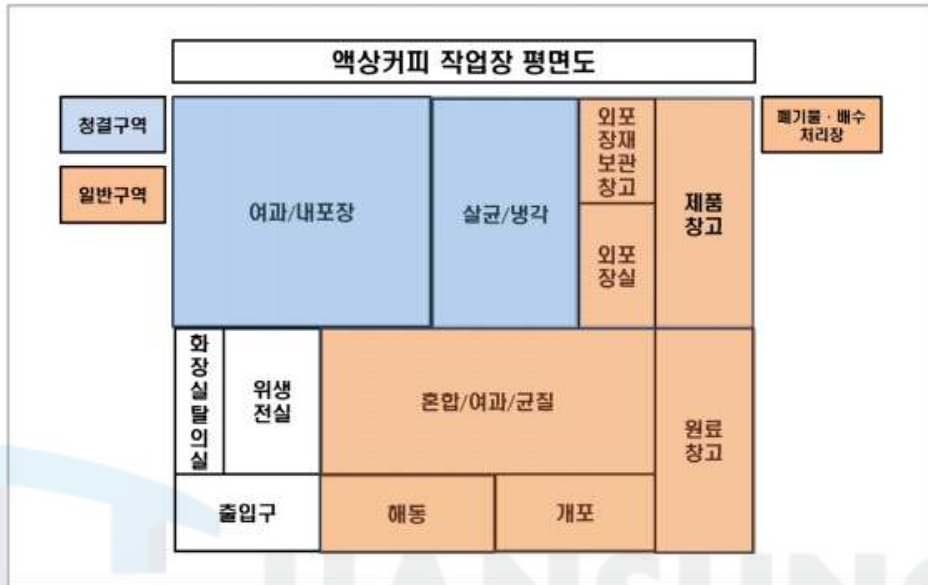 액상커피 작업장 평면도
청결구역
일반구역
여과/내포장
살균/냉각
외포
장재
보관
창고
외포
장실
제품
창고
폐기물 · 배수
처리장
화
장
실
탈
의
실
위생
전실
혼합/여과/균질
원료
창고
출입구
해동
개포
HANSUNG